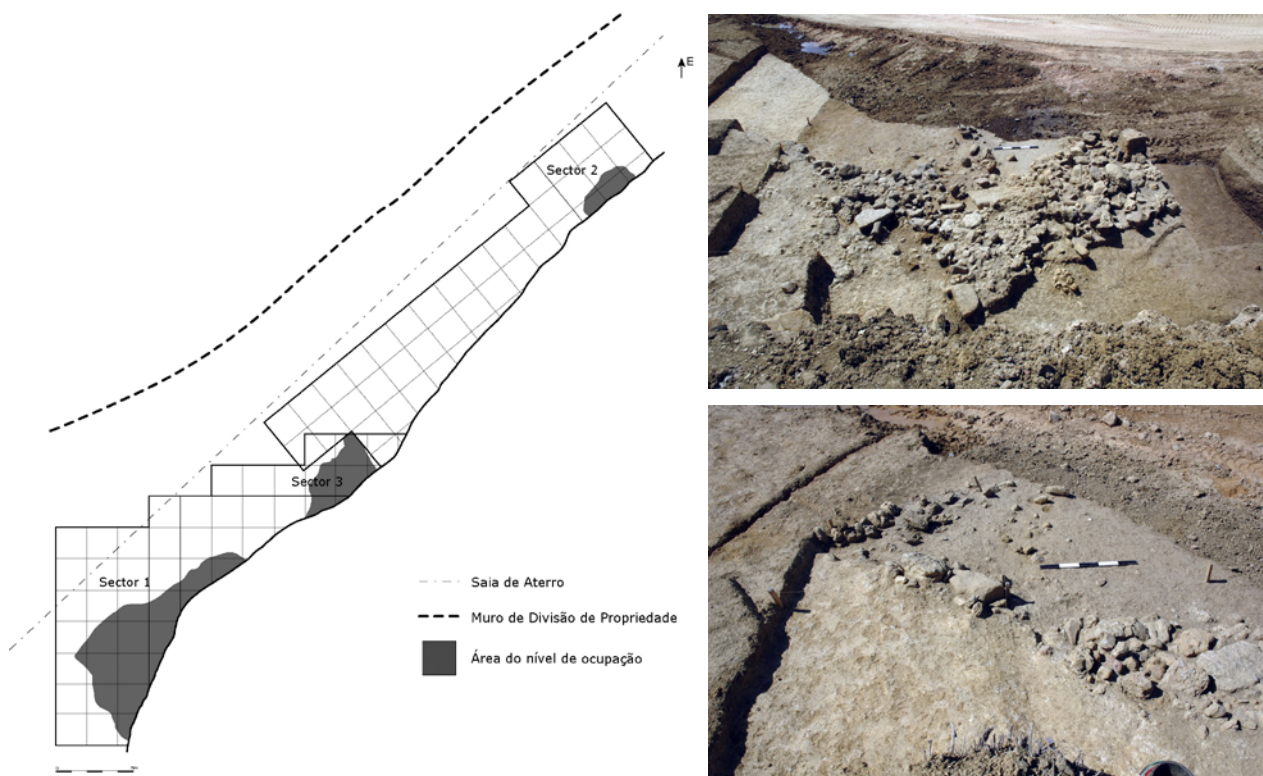 E
Sector 2
Sector 3
Sector 1
Saia de Aterro
Muro de Divisão de Propriedade
Área do nível de ocupação